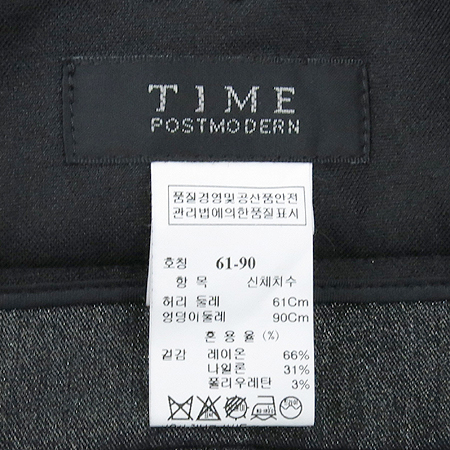 TIME
POSTMODERN
품질경영및공산품안전
관리법에의한품질표시
호칭 61-90
항 목 신체치수
허리 둘레 61Cm
엉덩이둘레 90Cm
혼 용 율 (%)
겉감 레이온 66%
나일론 31%
폴리우레탄 3%